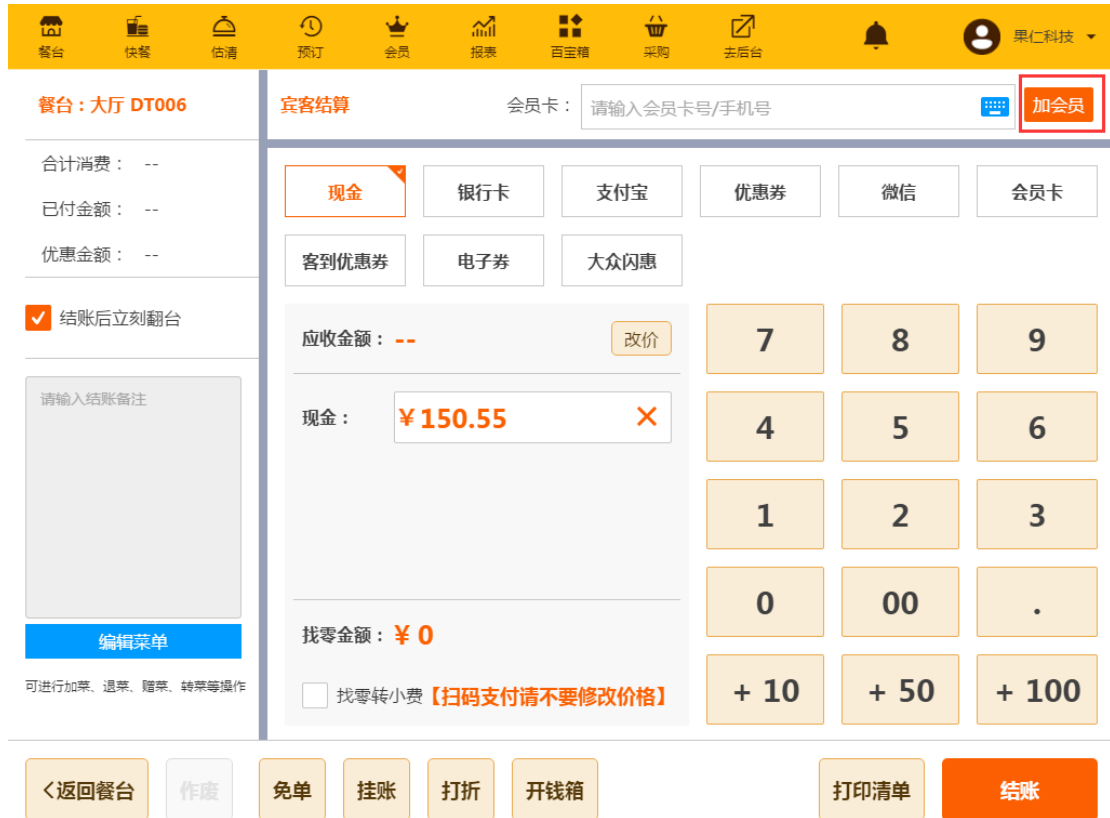 餐台 快餐 估清 预订 会员 报表 百宝箱 采购 去后台 果仁科技
餐台：大厅 DT006
宾客结算 会员卡： 请输入会员卡号/手机号 加会员
合计消费： --
已付金额： --
优惠金额： --
结账后立刻翻台
请输入结账备注
编辑菜单
可进行加菜、退菜、赠菜、转菜等操作
现金 银行卡 支付宝 优惠券 微信 会员卡
客到优惠券 电子券 大众闪惠
应收金额： -- 改价
现金： ￥150.55
找零金额：￥0
找零转小费【扫码支付请不要修改价格】
7 8 9
4 5 6
1 2 3
0 00 .
+ 10 + 50 + 100
返回餐台 作废 免单 挂账 打折 开钱箱 打印清单 结账